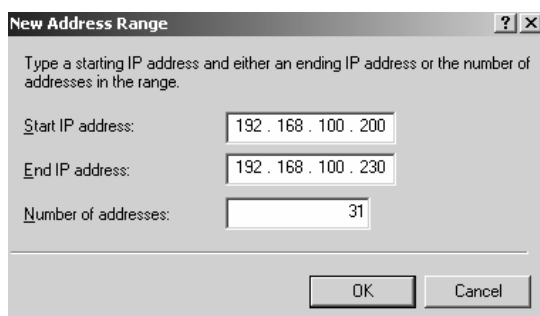 New Address Range
Type a starting IP address and either an ending IP address or the number of
addresses in the range.
Start IP address: 192 . 168 . 100 . 200
End IP address: 192 . 168 . 100 . 230
Number of addresses: 31
OK Cancel